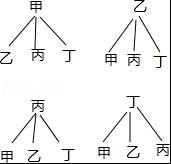 甲 乙
乙 丙 丁 甲 丙 丁
丙 丁
甲 乙 丁 甲 乙 丙